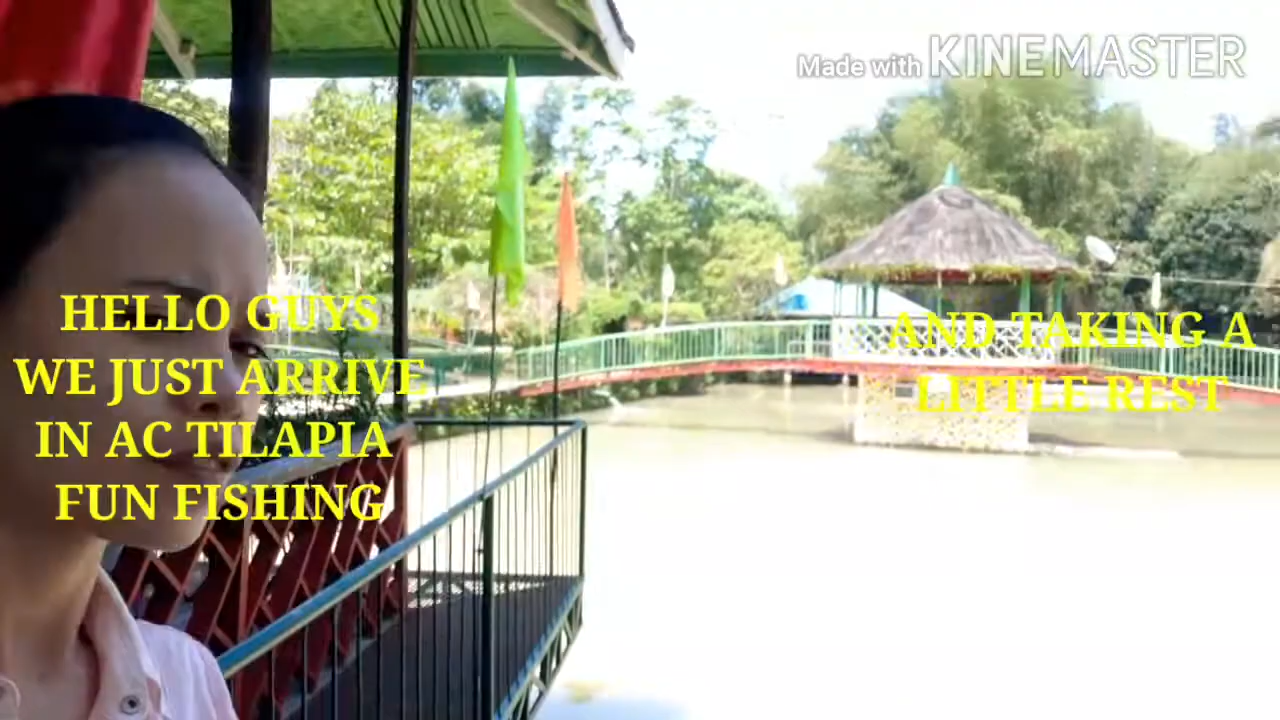 Made with KINEMASTER
HELLO GUYS
WE JUST ARRIVE
IN AC TILAPIA
FUN FISHING
AND TAKING A
LITTLE REST